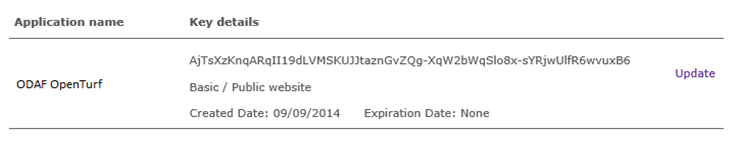 Application name Key details
AjTsXzKnqARqII19dLVMSKUJJtaznGvZQg-XqW2bWqSlo8x-sYRjwUlfR6wvuxB6
ODAF OpenTurf Basic / Public website Update
Created Date: 09/09/2014 Expiration Date: None